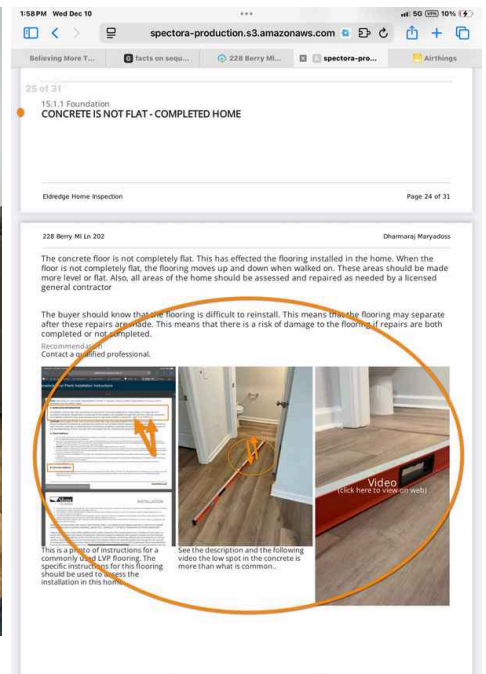 1:58 PM Wed Dec 10
5G VPN 10%
spectora-production.s3.amazonaws.com
Believing More T...
facts on sequ...
228 Berry Ml...
spectora-pro...
Airthings
25 of 31
15.1.1 Foundation
CONCRETE IS NOT FLAT - COMPLETED HOME
Eldredge Home Inspection
Page 24 of 31
228 Berry Ml Ln 202
Dharmaraj Maryadoss
The concrete floor is not completely flat. This has effected the flooring installed in the home. When the
floor is not completely flat, the flooring moves up and down when walked on. These areas should be made
more level or flat. Also, all areas of the home should be assessed and repaired as needed by a licensed
general contractor
The buyer should know that the flooring is difficult to reinstall. This means that the flooring may separate
after these repairs are made. This means that there is a risk of damage to the flooring if repairs are both
completed or not completed.
Recommendation
Contact a qualified professional.
INSTALLATION
Video
(click here to view on web)
This is a photo of instructions for a
commonly used LVP flooring. The
specific instructions for this flooring
should be used to assess the
installation in this home.
See the description and the following
video the low spot in the concrete is
more than what is common..